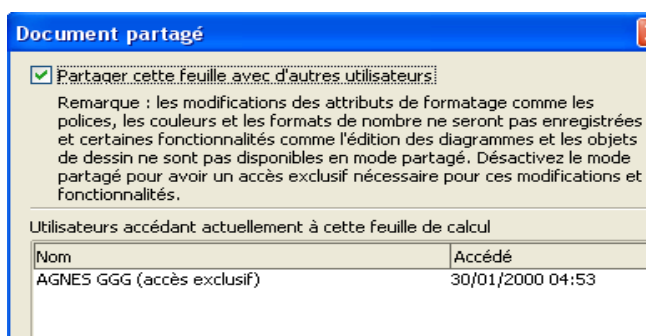 Document partagé
Partager cette feuille avec d'autres utilisateurs
Remarque : les modifications des attributs de formatage comme les
polices, les couleurs et les formats de nombre ne seront pas enregistrées
et certaines fonctionnalités comme l'édition des diagrammes et les objets
de dessin ne sont pas disponibles en mode partagé. Désactivez le mode
partagé pour avoir un accès exclusif nécessaire pour ces modifications et
fonctionnalités.
Utilisateurs accédant actuellement à cette feuille de calcul
Nom Accédé
AGNES GGG (accès exclusif) 30/01/2000 04:53